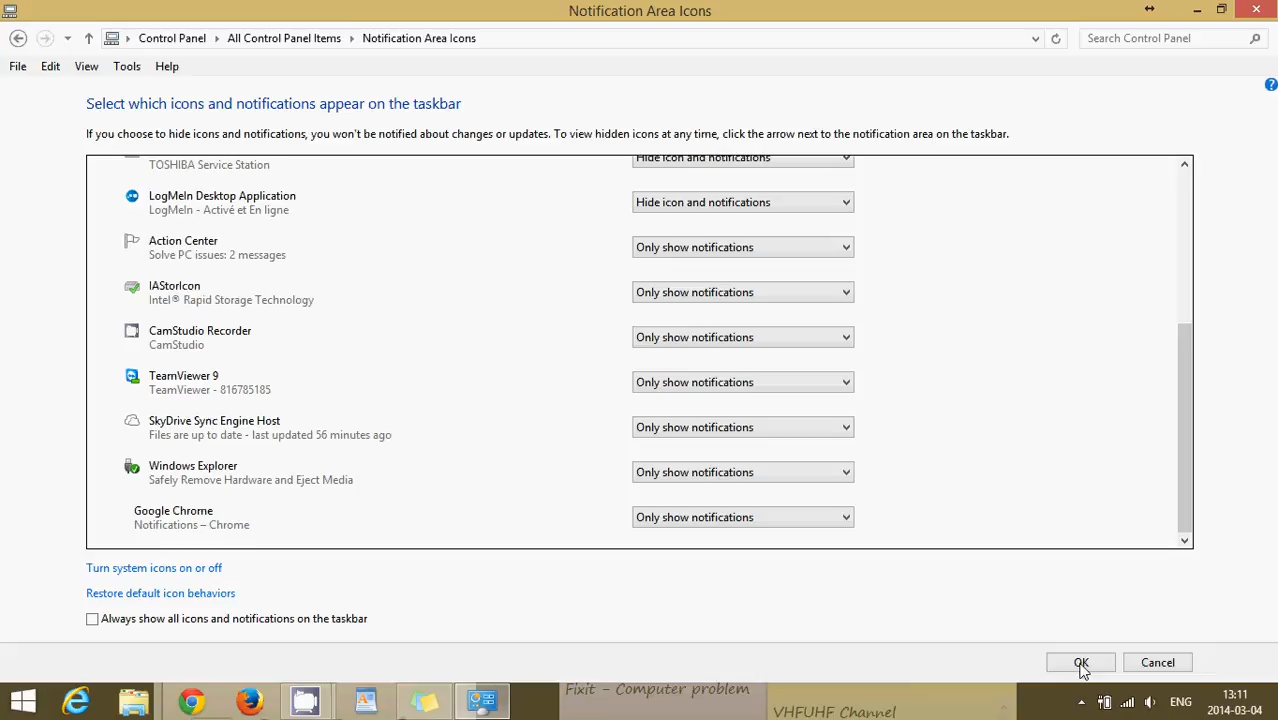 Notification Area Icons
Control Panel
All Control Panel Items
Notification Area Icons
Search Control Panel
File Edit View Tools Help
Select which icons and notifications appear on the taskbar
If you choose to hide icons and notifications, you won't be notified about changes or updates. To view hidden icons at any time, click the arrow next to the notification area on the taskbar.
Hide icon and notifications
TOSHIBA Service Station
LogMeIn Desktop Application
LogMeIn - Activé et En ligne
Hide icon and notifications
Action Center
Solve PC issues: 2 messages
Only show notifications
IAStorIcon
Intel® Rapid Storage Technology
Only show notifications
CamStudio Recorder
CamStudio
Only show notifications
TeamViewer 9
TeamViewer - 816785185
Only show notifications
SkyDrive Sync Engine Host
Files are up to date - last updated 56 minutes ago
Only show notifications
Windows Explorer
Safely Remove Hardware and Eject Media
Only show notifications
Google Chrome
Notifications – Chrome
Only show notifications
Turn system icons on or off
Restore default icon behaviors
Always show all icons and notifications on the taskbar
OK
Cancel
Fixit - Computer problem
VHFUHF Channel
ENG
13:11
2014-03-04